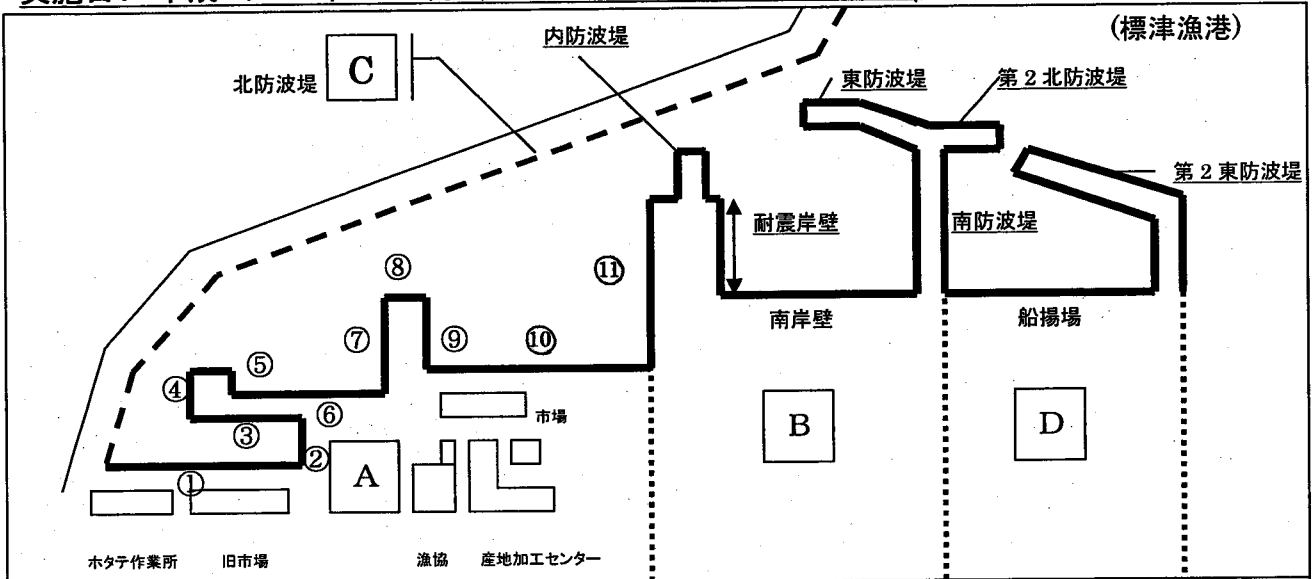 (標津漁港)
内防波堤
北防波堤
C
東防波堤
第2北防波堤
第2東防波堤
耐震岸壁
南防波堤
⑧
⑪
南岸壁
船揚場
⑦
⑨
⑩
⑤
④
⑥
市場
③
②
①
A
B
D
ホタテ作業所
旧市場
漁協
産地加工センター